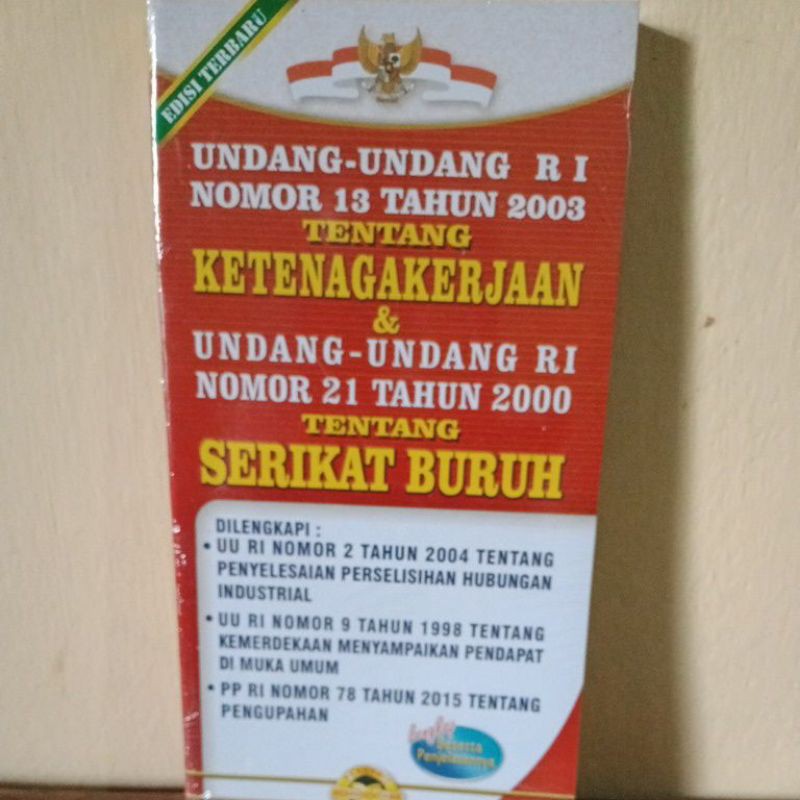 EDISI TERBARU
UNDANG-UNDANG R I
NOMOR 13 TAHUN 2003
TENTANG
KETENAGAKERJAAN
&
UNDANG-UNDANG RI
NOMOR 21 TAHUN 2000
TENTANG
SERIKAT BURUH
DILENGKAPI :
• UU RI NOMOR 2 TAHUN 2004 TENTANG
PENYELESAIAN PERSELISIHAN HUBUNGAN
INDUSTRIAL
• UU RI NOMOR 9 TAHUN 1998 TENTANG
KEMERDEKAAN MENYAMPAIKAN PENDAPAT
DI MUKA UMUM
• PP RI NOMOR 78 TAHUN 2015 TENTANG
PENGUPAHAN
Beserta
Penjelasannya